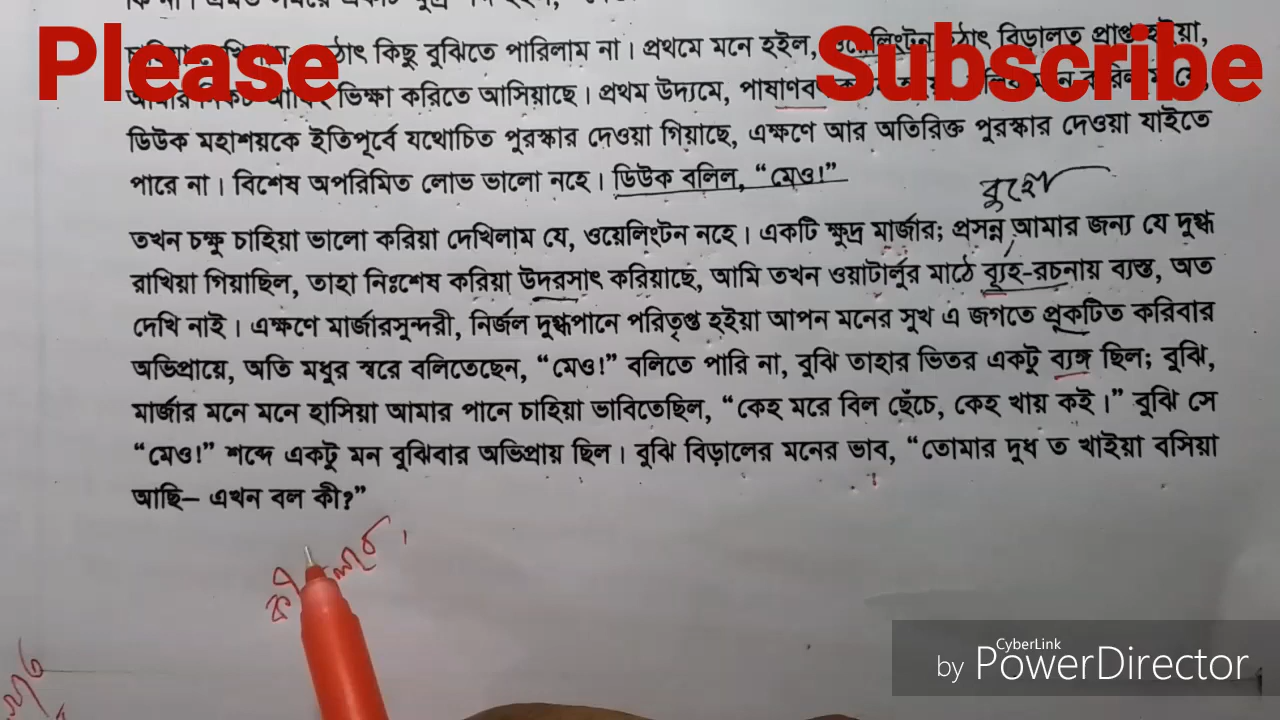 Please Subscribe
কিছু বুঝিতে পারিলাম না। প্রথমে মনে হইল, ওয়েলিংটন হঠাৎ বিড়ালত্ব প্রাপ্ত হইয়া,
ভিক্ষা করিতে আসিয়াছে। প্রথম উদ্যমে, পাষাণবৎ
ডিউক মহাশয়কে ইতিপূর্বে যথোচিত পুরস্কার দেওয়া গিয়াছে, এক্ষণে আর অতিরিক্ত পুরস্কার দেওয়া যাইতে
পারে না। বিশেষ অপরিমিত লোভ ভালো নহে। ডিউক বলিল, “মেও!”
তখন চক্ষু চাহিয়া ভালো করিয়া দেখিলাম যে, ওয়েলিংটন নহে। একটি ক্ষুদ্র মার্জার; প্রসন্ন আমার জন্য যে দুগ্ধ
রাখিয়া গিয়াছিল, তাহা নিঃশেষ করিয়া উদরসাৎ করিয়াছে, আমি তখন ওয়াটার্লুর মাঠে ব্যূহ-রচনায় ব্যস্ত, অত
দেখি নাই। এক্ষণে মার্জারসুন্দরী, নির্জল দুগ্ধপানে পরিতৃপ্ত হইয়া আপন মনের সুখ এ জগতে প্রকটিত করিবার
অভিপ্রায়ে, অতি মধুর স্বরে বলিতেছেন, “মেও!” বলিতে পারি না, বুঝি তাহার ভিতর একটু ব্যঙ্গ ছিল; বুঝি,
মার্জার মনে মনে হাসিয়া আমার পানে চাহিয়া ভাবিতেছিল, “কেহ মরে বিল ছেঁচে, কেহ খায় কই।” বুঝি সে
“মেও!” শব্দে একটু মন বুঝিবার অভিপ্রায় ছিল। বুঝি বিড়ালের মনের ভাব, “তোমার দুধ ত খাইয়া বসিয়া
আছি– এখন বল কী?”
CyberLink
by PowerDirector